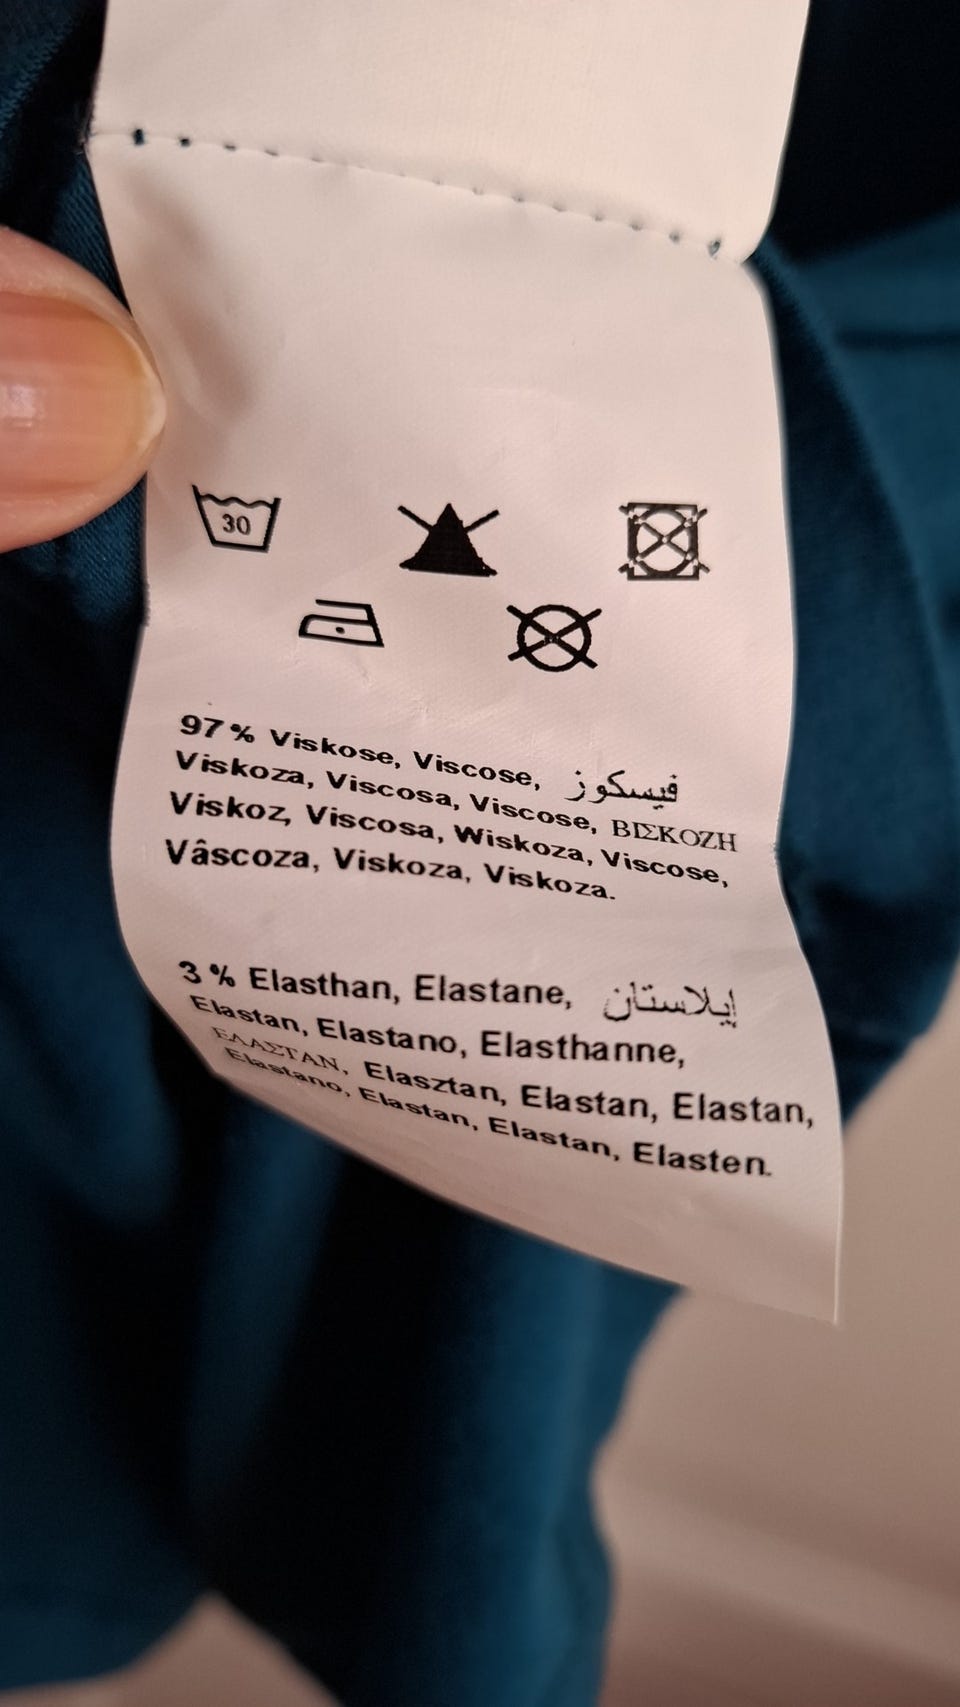 30
97% Viskose, Viscose, فيسكوز
Viskoza, Viscosa, Viscose, ΒΙΣΚΟΖΗ
Viskoz, Viscosa, Wiskoza, Viscose,
Vâscoza, Viskoza, Viskoza.
3 % Elasthan, Elastane, إيلاستان
Elastan, Elastano, Elasthanne,
ΕΛΑΣΤΑΝ, Elasztan, Elastan, Elastan,
Elastano, Elastan, Elastan, Elasten.